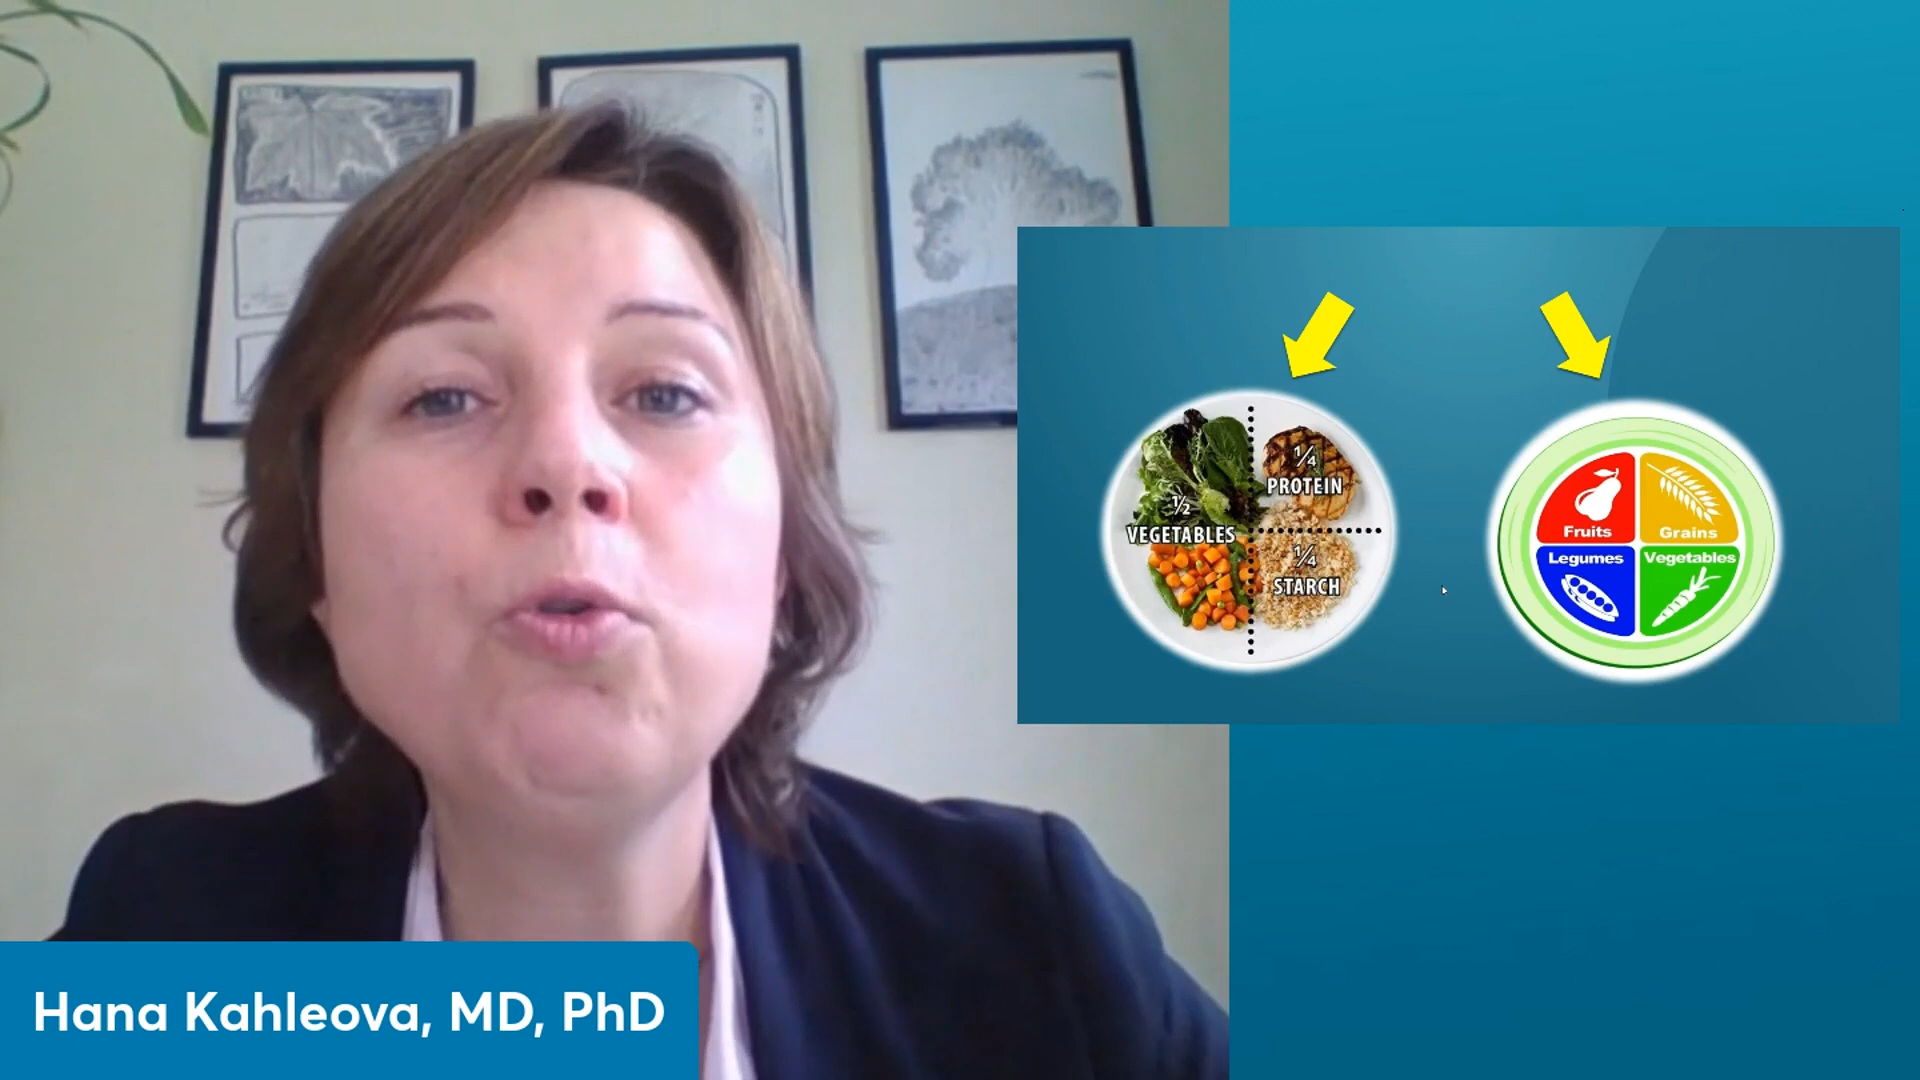 ½
VEGETABLES
¼
PROTEIN
¼
STARCH
Fruits
Grains
Legumes
Vegetables
Hana Kahleova, MD, PhD